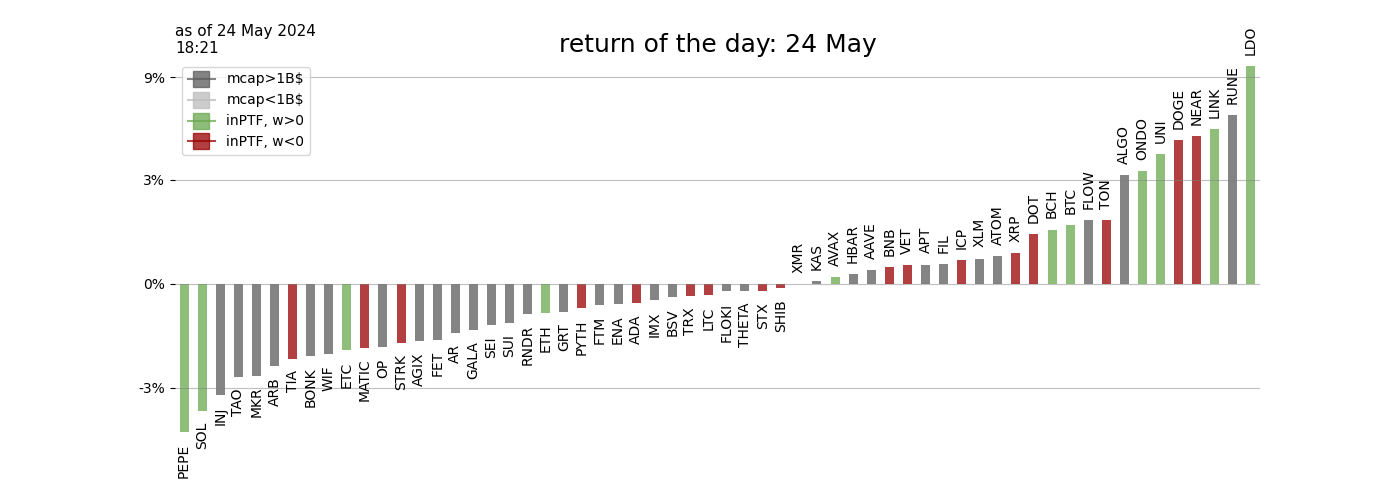 as of 24 May 2024
18:21
return of the day: 24 May
mcap>1B$
mcap<1B$
inPTF, w>0
inPTF, w<0
9%
3%
0%
-3%
PEPE
SOL
INJ
TAO
MKR
ARB
TIA
BONK
WIF
ETC
MATIC
OP
STRK
AGIX
FET
AR
GALA
SEI
SUI
RNDR
ETH
GRT
PYTH
FTM
ENA
ADA
IMX
BSV
TRX
LTC
FLOKI
THETA
STX
SHIB
XMR
KAS
AVAX
HBAR
AAVE
BNB
VET
APT
FIL
ICP
XLM
ATOM
XRP
DOT
BCH
BTC
FLOW
TON
ALGO
ONDO
UNI
DOGE
NEAR
LINK
RUNE
LDO